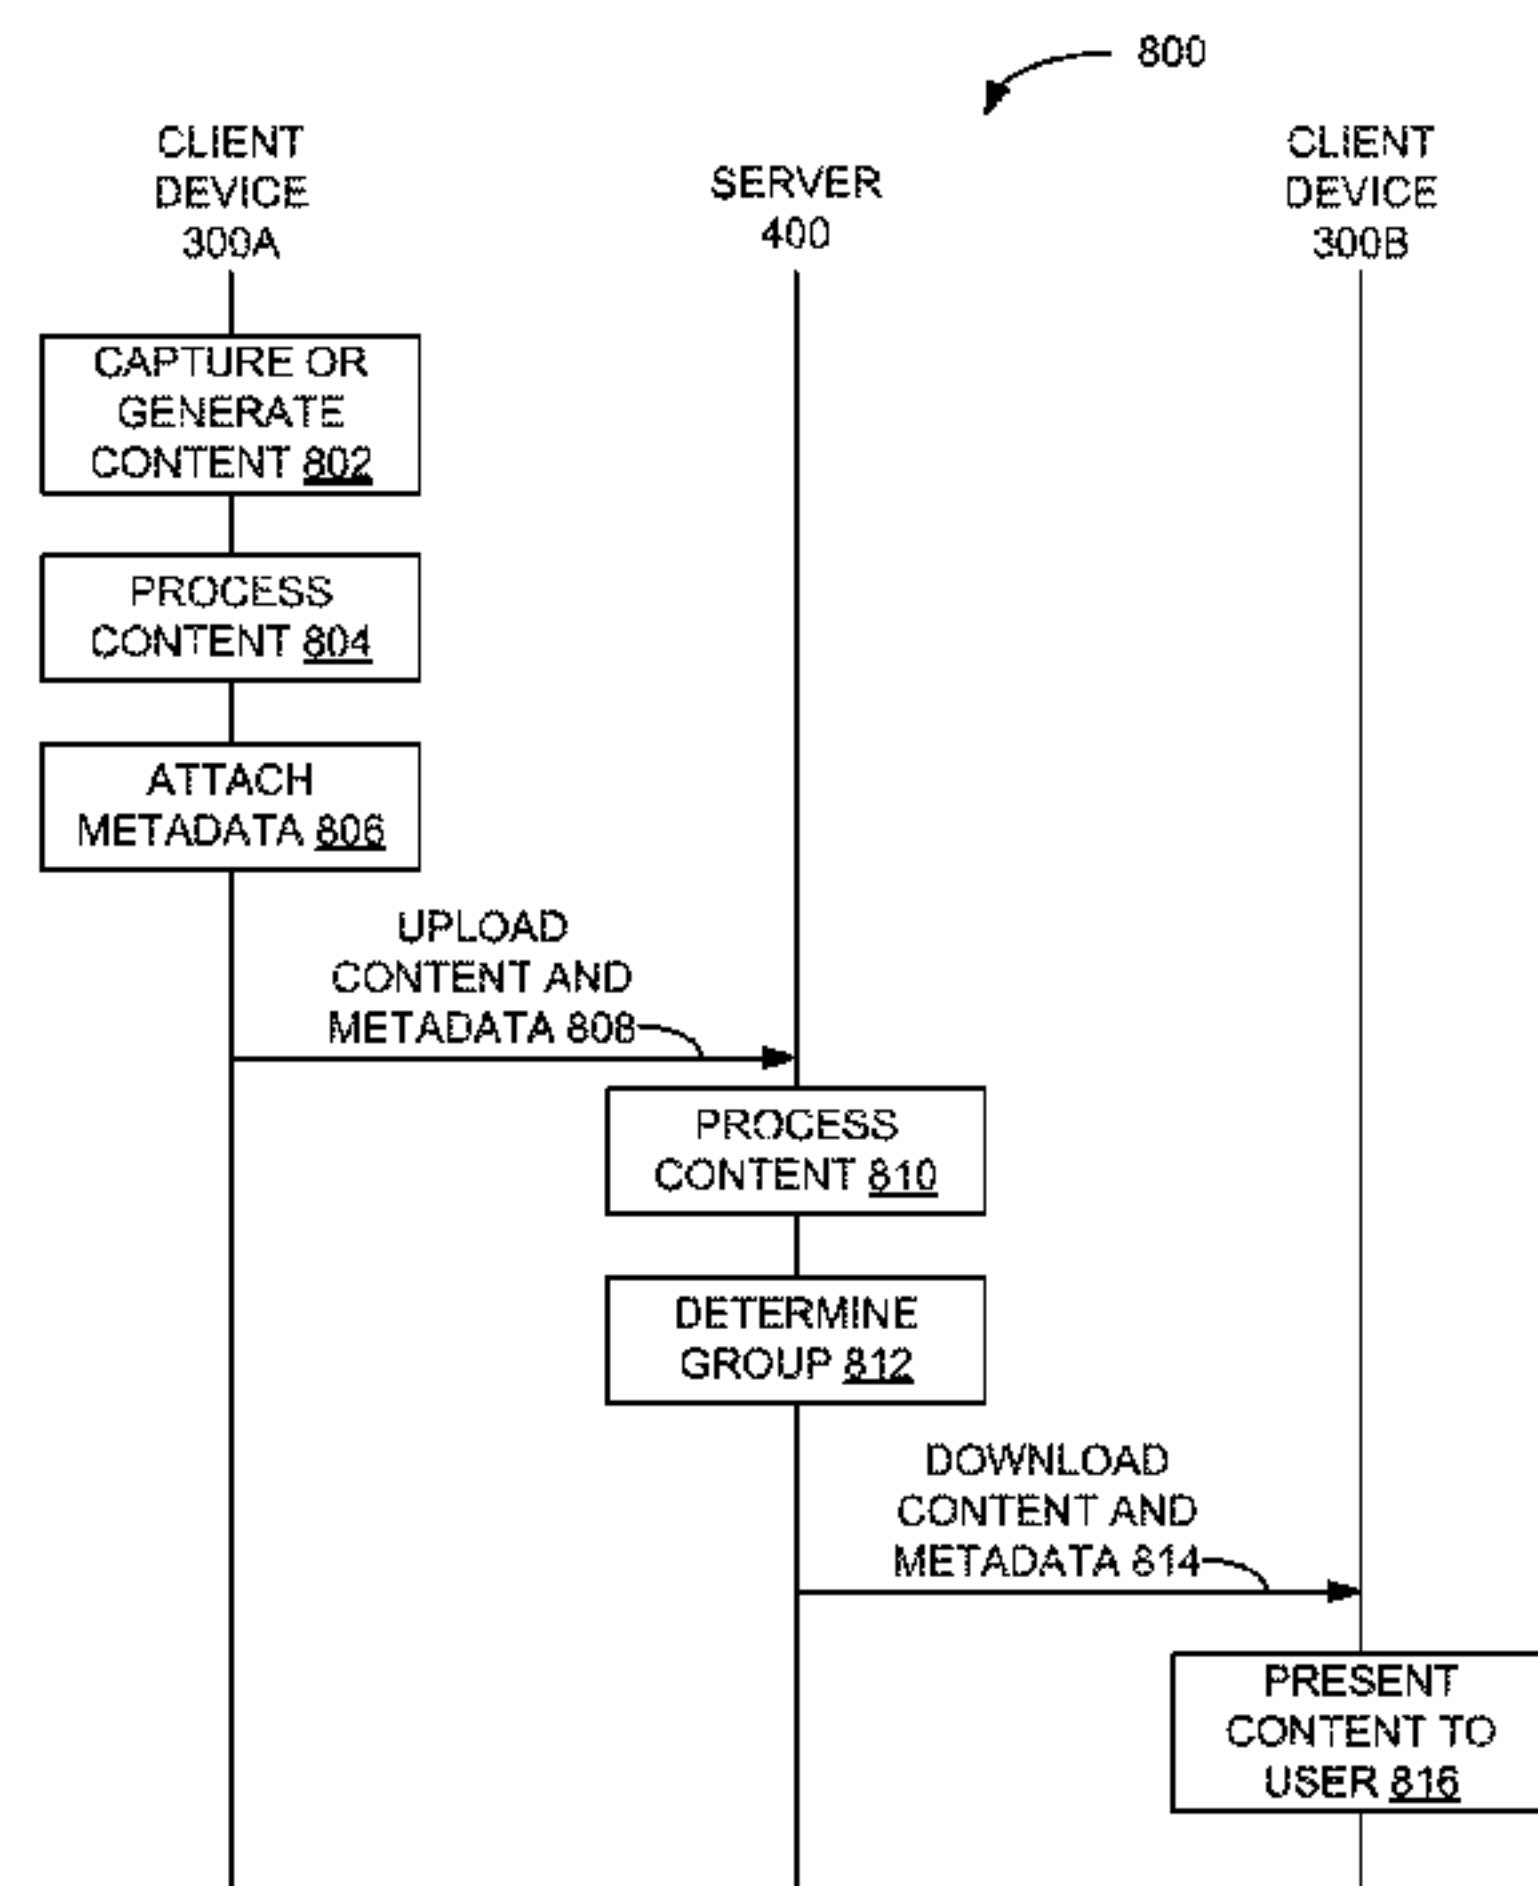 800
CLIENT
DEVICE
300A
SERVER
400
CLIENT
DEVICE
300B
CAPTURE OR
GENERATE
CONTENT 802
PROCESS
CONTENT 804
ATTACH
METADATA 806
UPLOAD
CONTENT AND
METADATA 808
PROCESS
CONTENT 810
DETERMINE
GROUP 812
DOWNLOAD
CONTENT AND
METADATA 814
PRESENT
CONTENT TO
USER 816